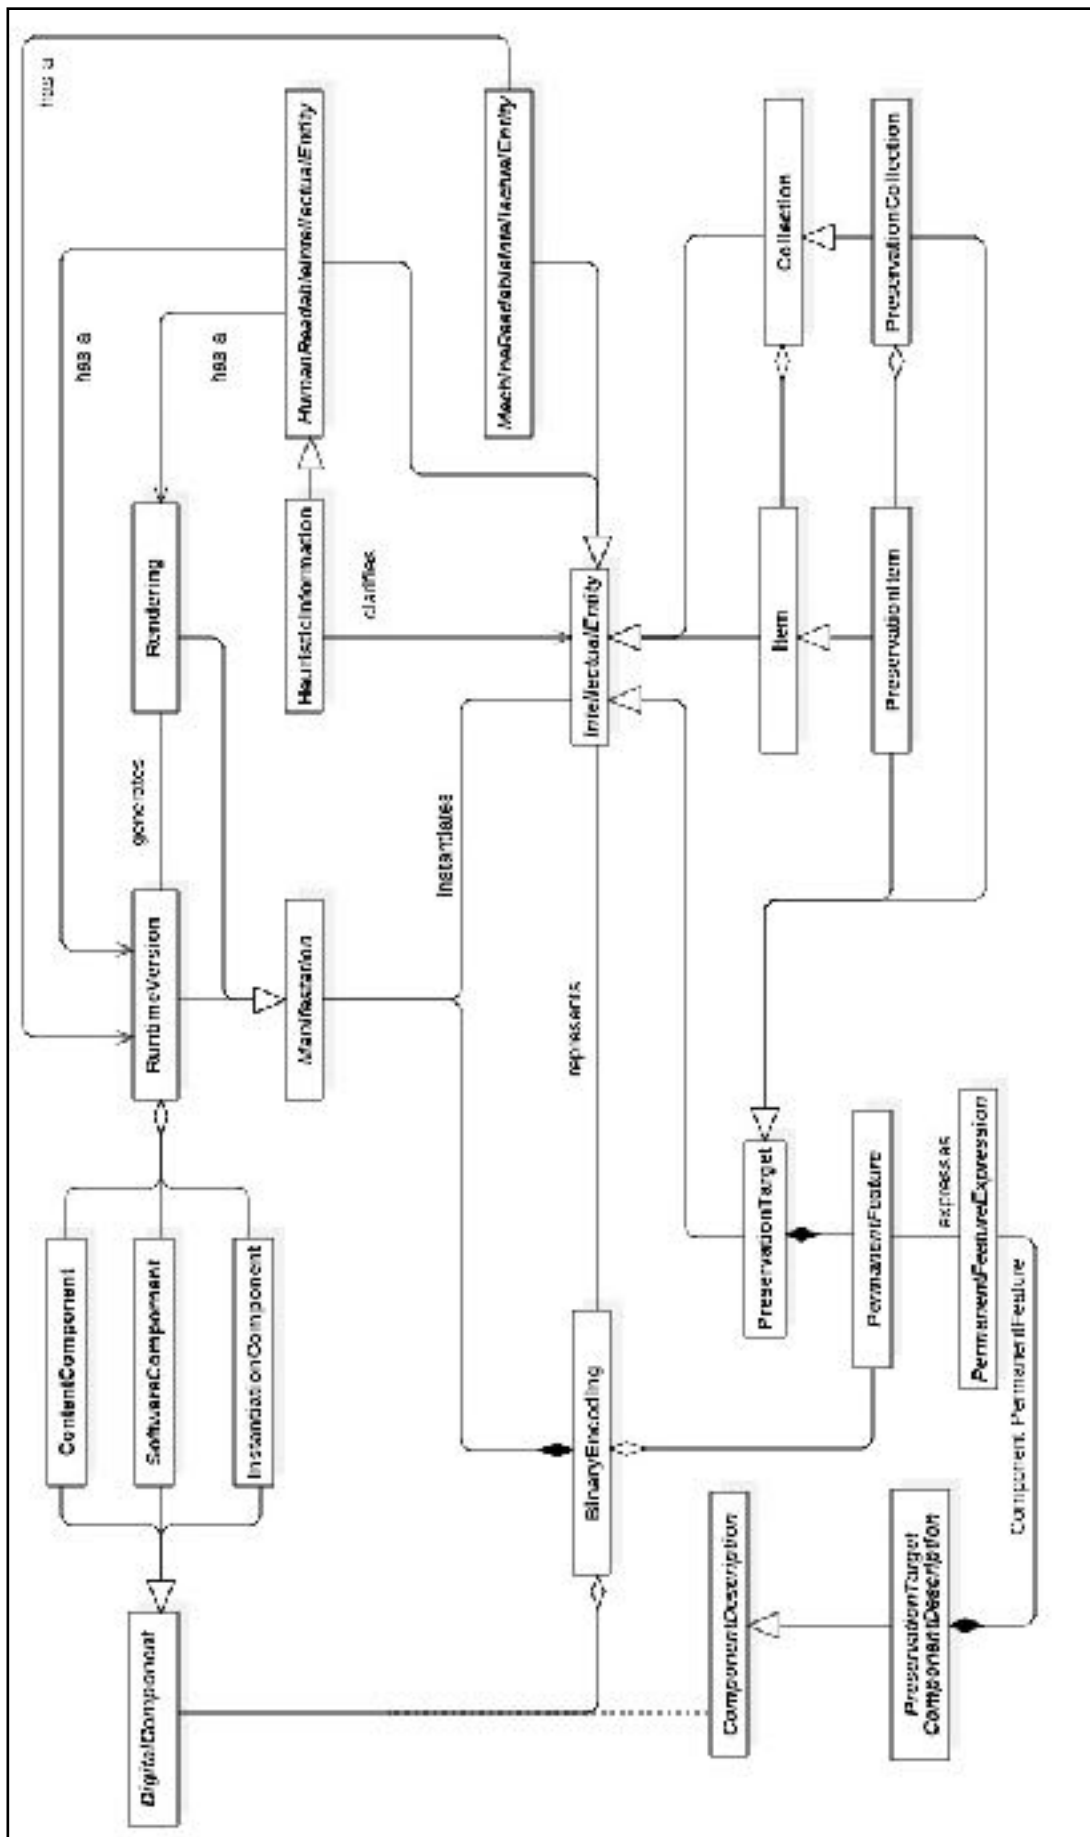 DigitalComponent
ContentComponent
SoftwareComponent
InstantiationComponent
RuntimeVersion
generates
Rendering
has a
has a
has a
Manifestation
HeuristicInformation
HumanReadableIntellectualEntity
clarifies
instantiates
MachineReadableIntellectualEntity
BinaryEncoding
represents
IntellectualEntity
ComponentDescription
PreservationTarget
Item
Collection
PreservationTarget
ComponentDescription
PermanentFeature
PreservationItem
PreservationCollection
expresses
PermanentFeatureExpression
Component PermanentFeature